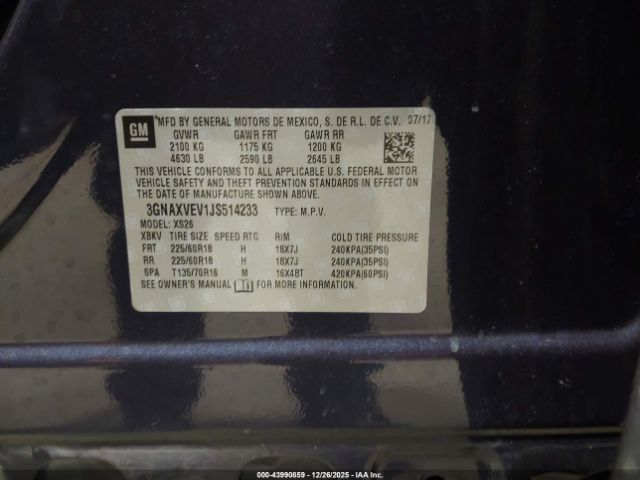 GM
*MFD BY GENERAL MOTORS DE MEXICO, S. DE R.L. DE C.V. 07/17
GVWR GAWR FRT GAWR RR
2100 KG 1175 KG 1200 KG
4630 LB 2590 LB 2645 LB
THIS VEHICLE CONFORMS TO ALL APPLICABLE U.S. FEDERAL MOTOR
VEHICLE SAFETY AND THEFT PREVENTION STANDARDS IN EFFECT ON
THE DATE OF MANUFACTURE SHOWN ABOVE.
3GNAXVEV1JS514233 TYPE: M.P.V.
MODEL: XS26
XBKV TIRE SIZE SPEED RTG RIM COLD TIRE PRESSURE
FRT 225/60R18 H 18X7J 240KPA(35PSI)
RR 225/60R18 H 18X7J 240KPA(35PSI)
SPA T135/70R16 M 16X4BT 420KPA(60PSI)
SEE OWNER'S MANUAL FOR MORE INFORMATION.
000-43990859 - 12/26/2025 - IAA Inc.